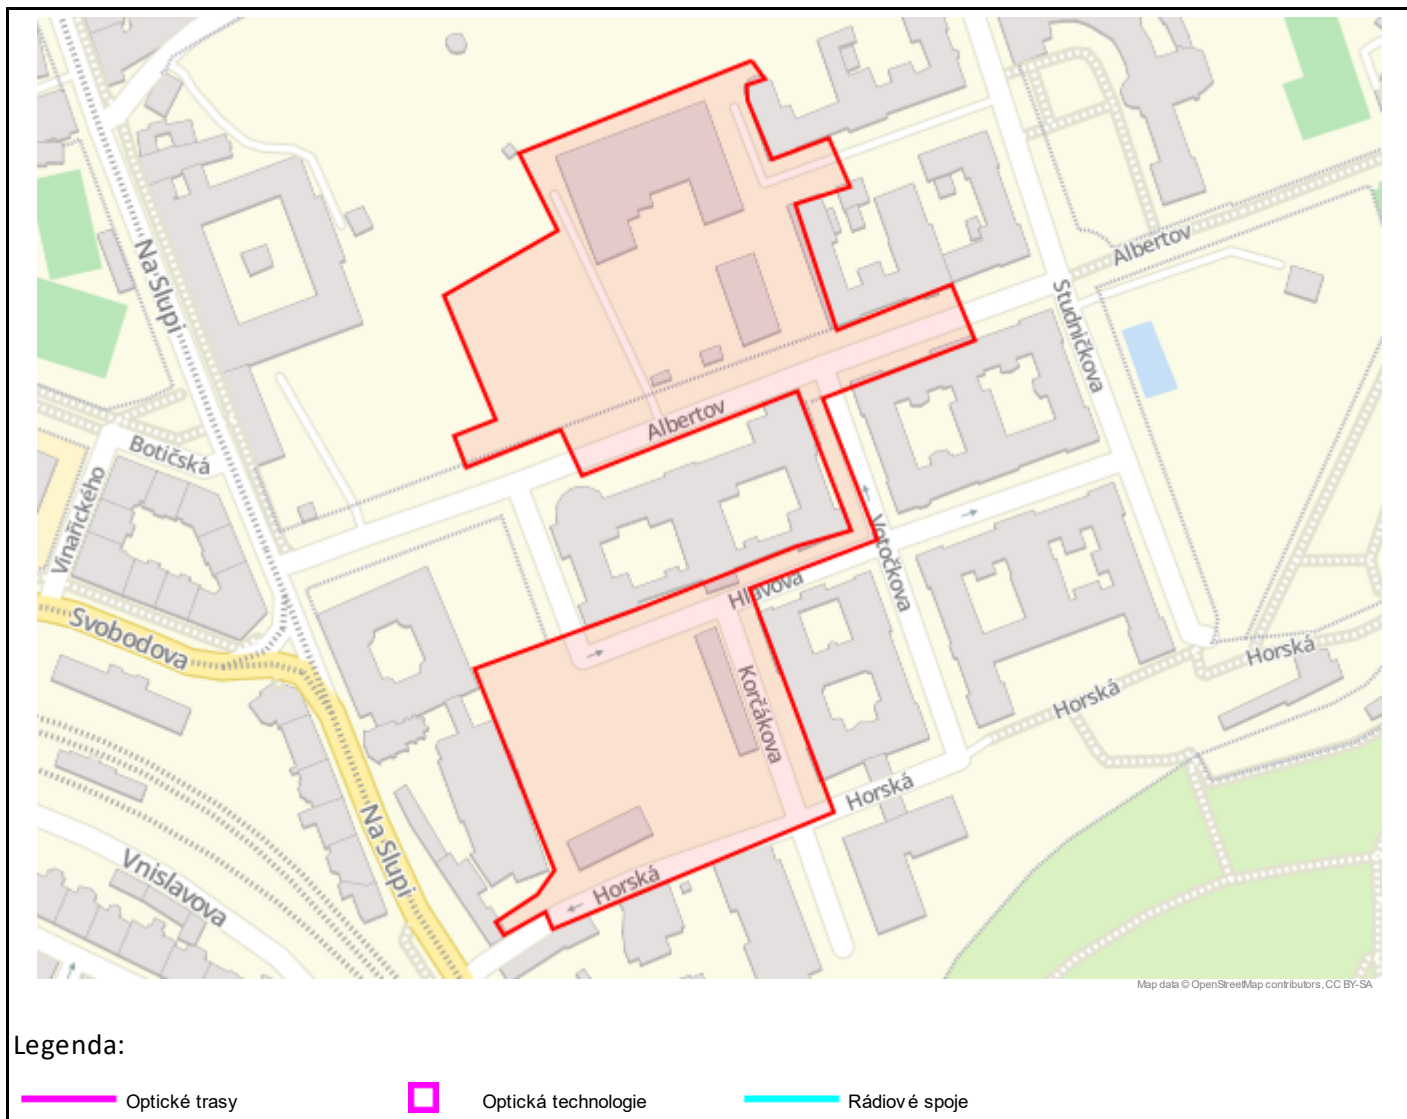 Na Slupi
Albertov
Studničkova
Albertov
Botičská
Vinařického
Votočkova
Hlavova
Svobodova
Horská
Korčákova
Horská
Horská
Na Slupi
Vnislavova
Horská
Map data © OpenStreetMap contributors, CC BY-SA
Legenda:
Optické trasy
Optická technologie
Rádiové spoje